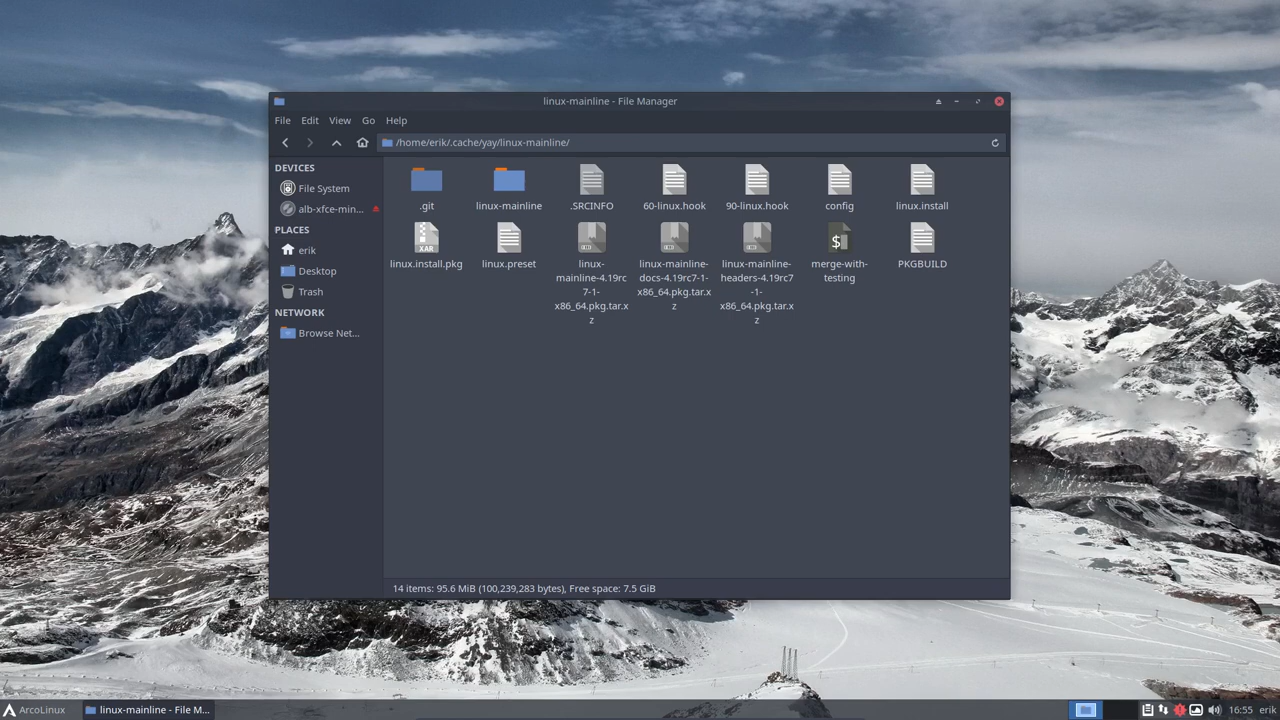 linux-mainline - File Manager
File Edit View Go Help
/home/erik/.cache/yay/linux-mainline/
DEVICES
File System
alb-xfce-min...
PLACES
erik
Desktop
Trash
NETWORK
Browse Net...
.git
linux-mainline
.SRCINFO
60-linux.hook
90-linux.hook
config
linux.install
XAR
linux.install.pkg
linux.preset
linux-
mainline-4.19rc
7-1-
x86_64.pkg.tar.x
z
linux-mainline-
docs-4.19rc7-1-
x86_64.pkg.tar.x
z
linux-mainline-
headers-4.19rc7
-1-
x86_64.pkg.tar.x
z
$
merge-with-
testing
PKGBUILD
14 items: 95.6 MiB (100,239,283 bytes), Free space: 7.5 GiB
ArcoLinux
linux-mainline - File M...
16:55 erik